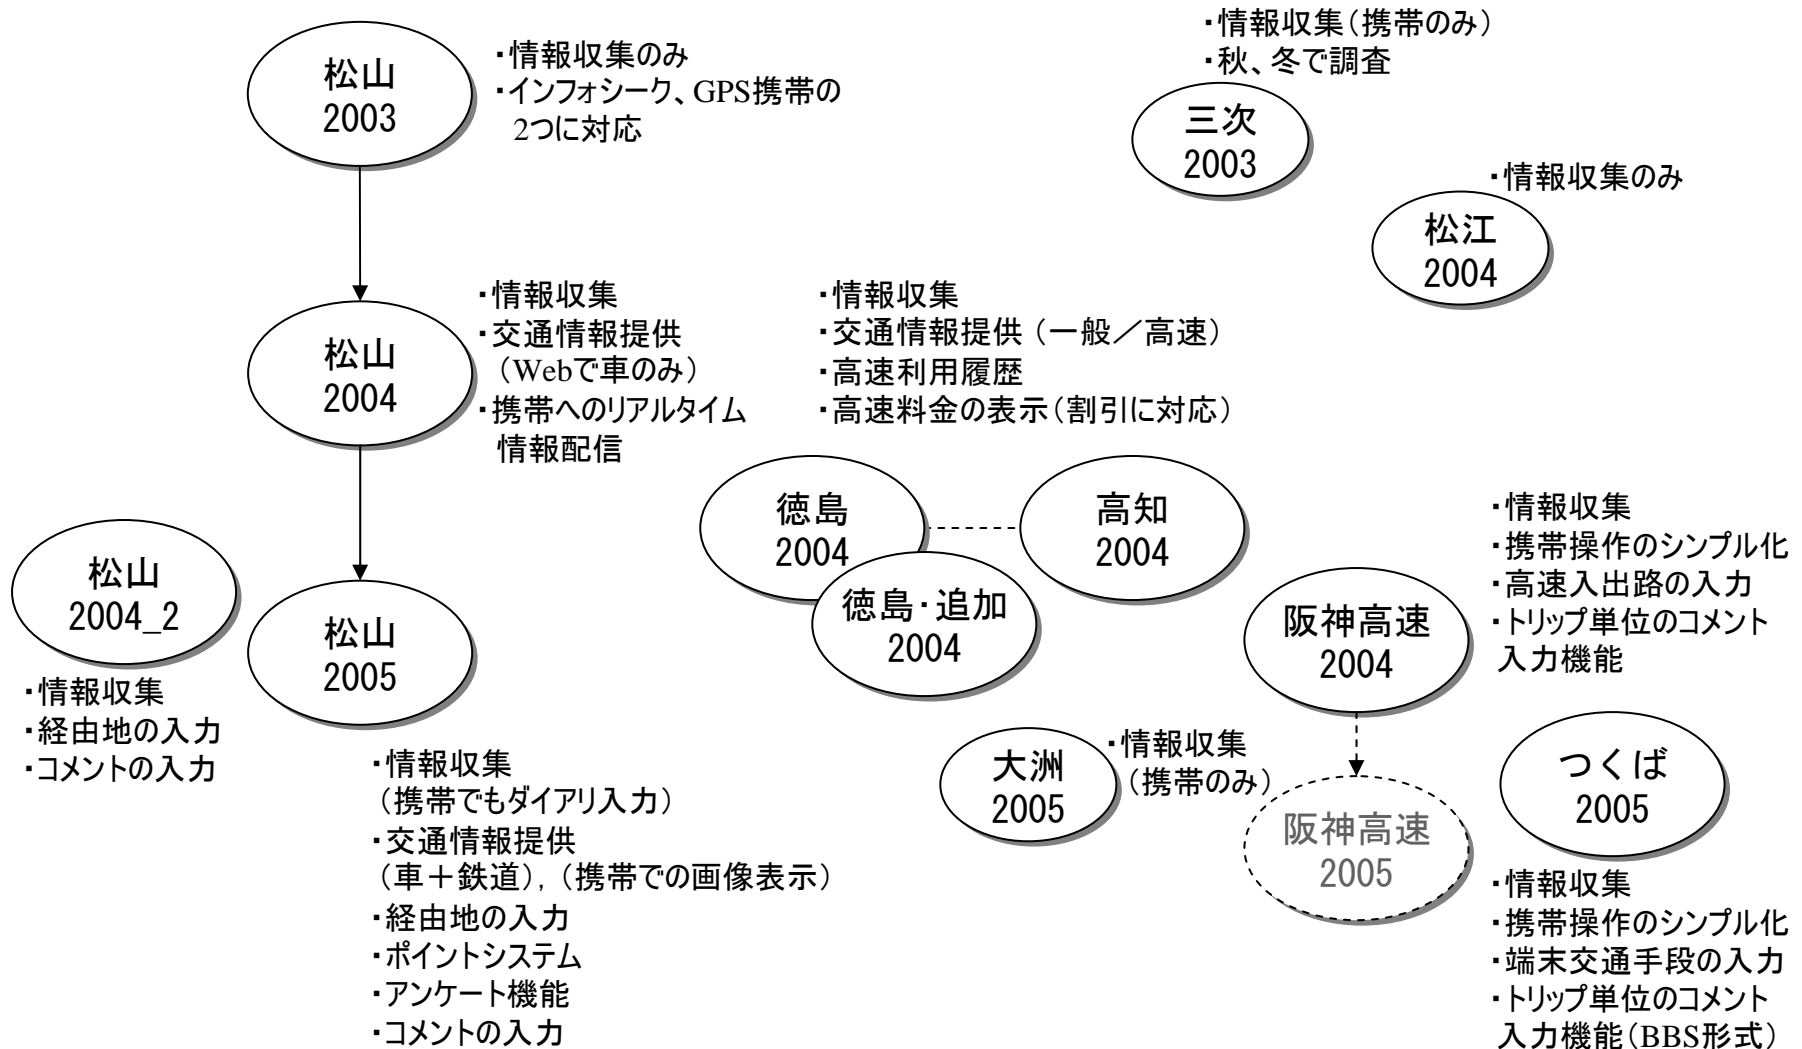 松山
2003
・情報収集のみ
・インフォシーク、GPS携帯の
2つに対応
・情報収集(携帯のみ)
・秋、冬で調査
三次
2003
・情報収集のみ
松江
2004
松山
2004
・情報収集
・交通情報提供
(Webで車のみ)
・携帯へのリアルタイム
情報配信
・情報収集
・交通情報提供(一般/高速)
・高速利用履歴
・高速料金の表示(割引に対応)
徳島
2004
高知
2004
徳島・追加
2004
松山
2004_2
・情報収集
・経由地の入力
・コメントの入力
松山
2005
・情報収集
(携帯でもダイアリ入力)
・交通情報提供
(車+鉄道),(携帯での画像表示)
・経由地の入力
・ポイントシステム
・アンケート機能
・コメントの入力
阪神高速
2004
・情報収集
・携帯操作のシンプル化
・高速入出路の入力
・トリップ単位のコメント
入力機能
大洲
2005
・情報収集
(携帯のみ)
阪神高速
2005
つくば
2005
・情報収集
・携帯操作のシンプル化
・端末交通手段の入力
・トリップ単位のコメント
入力機能(BBS形式)